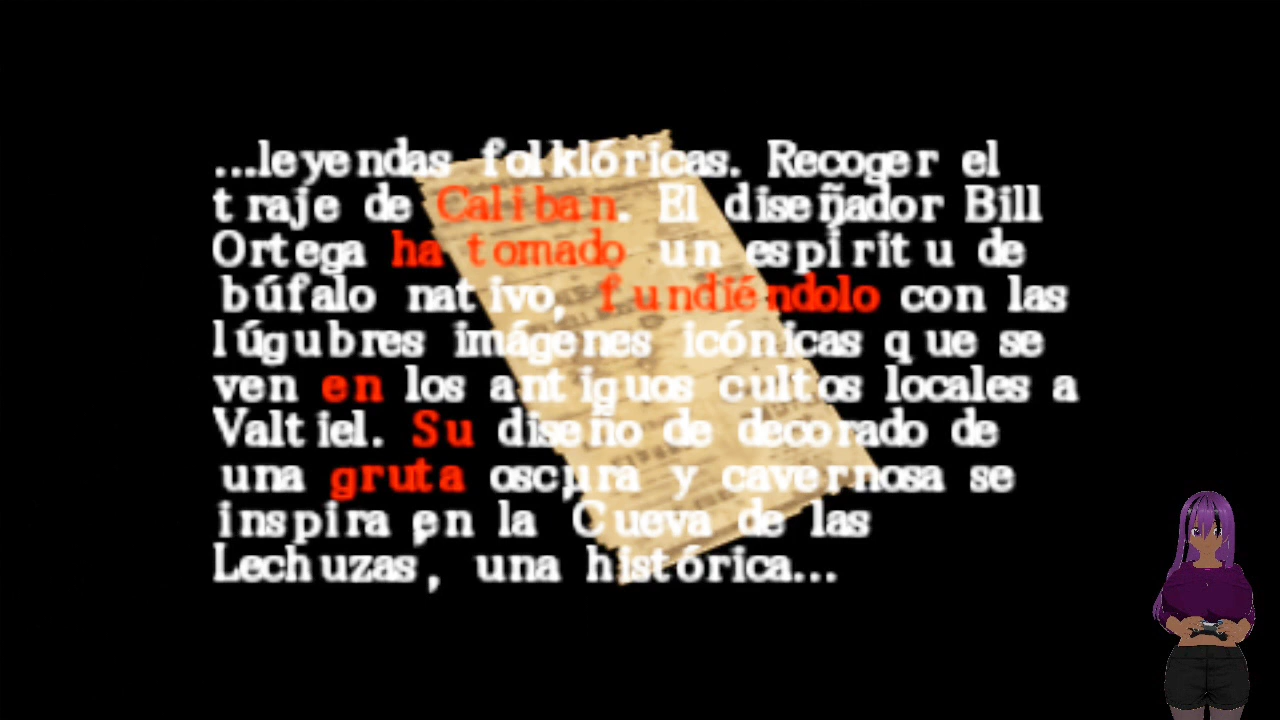 ...leyendas folklóricas. Recoger el
traje de Caliban. El diseñador Bill
Ortega ha tomado un espíritu de
búfalo nativo, fundiéndolo con las
lúgubres imágenes icónicas que se
ven en los antiguos cultos locales a
Valtiel. Su diseño de decorado de
una gruta oscura y cavernosa se
inspira en la Cueva de las
Lechuzas, una histórica...